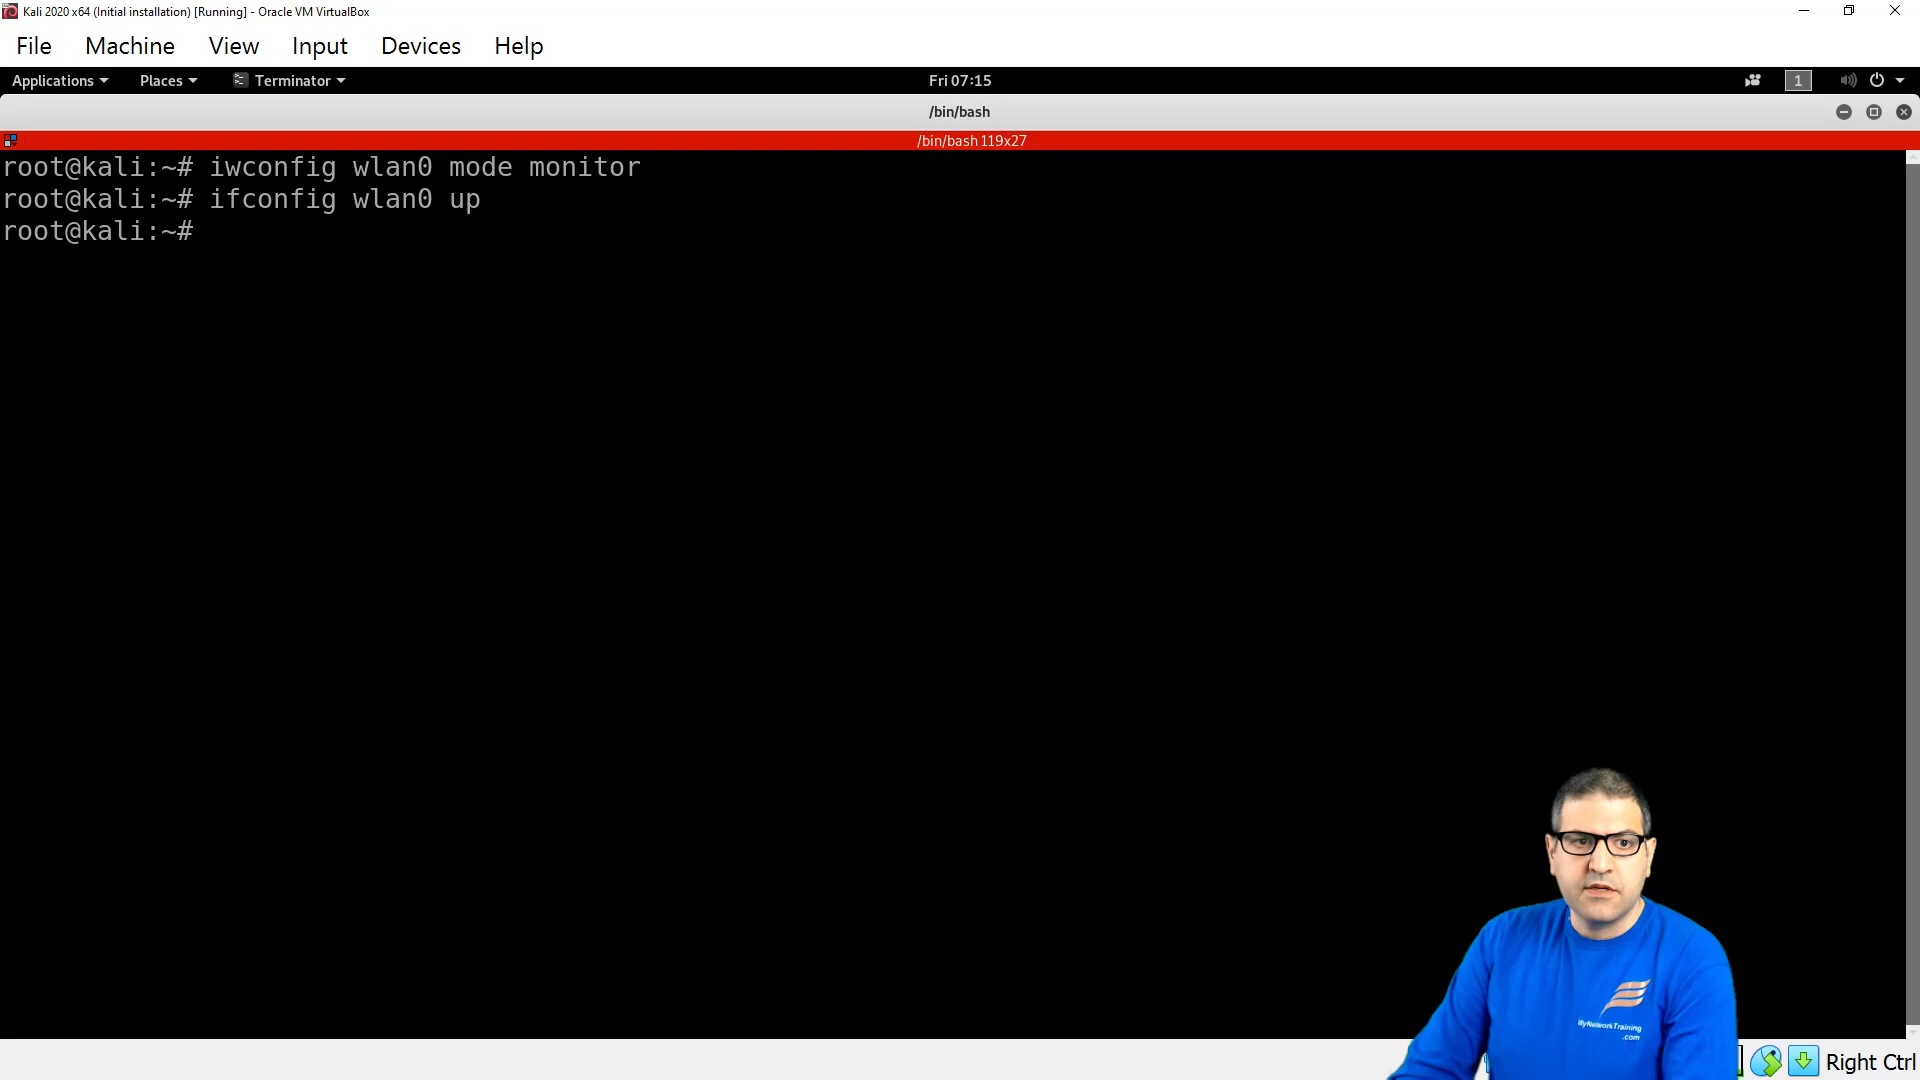 Kali 2020 x64 (Initial installation) [Running] - Oracle VM VirtualBox
File Machine View Input Devices Help
Applications Places Terminator Fri 07:15 1
/bin/bash
/bin/bash 119x27
root@kali:~# iwconfig wlan0 mode monitor
root@kali:~# ifconfig wlan0 up
root@kali:~#
MyNetworkTraining
.com
Right Ctrl